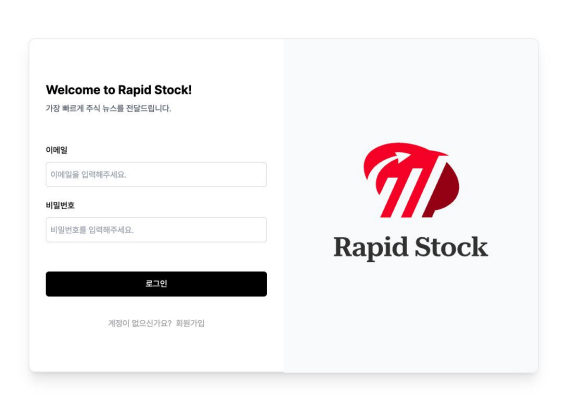 Welcome to Rapid Stock!
가장 빠르게 주식 뉴스를 전달드립니다.
이메일
이메일을 입력해주세요.
비밀번호
비밀번호를 입력해주세요.
로그인
계정이 없으신가요? 회원가입
Rapid Stock